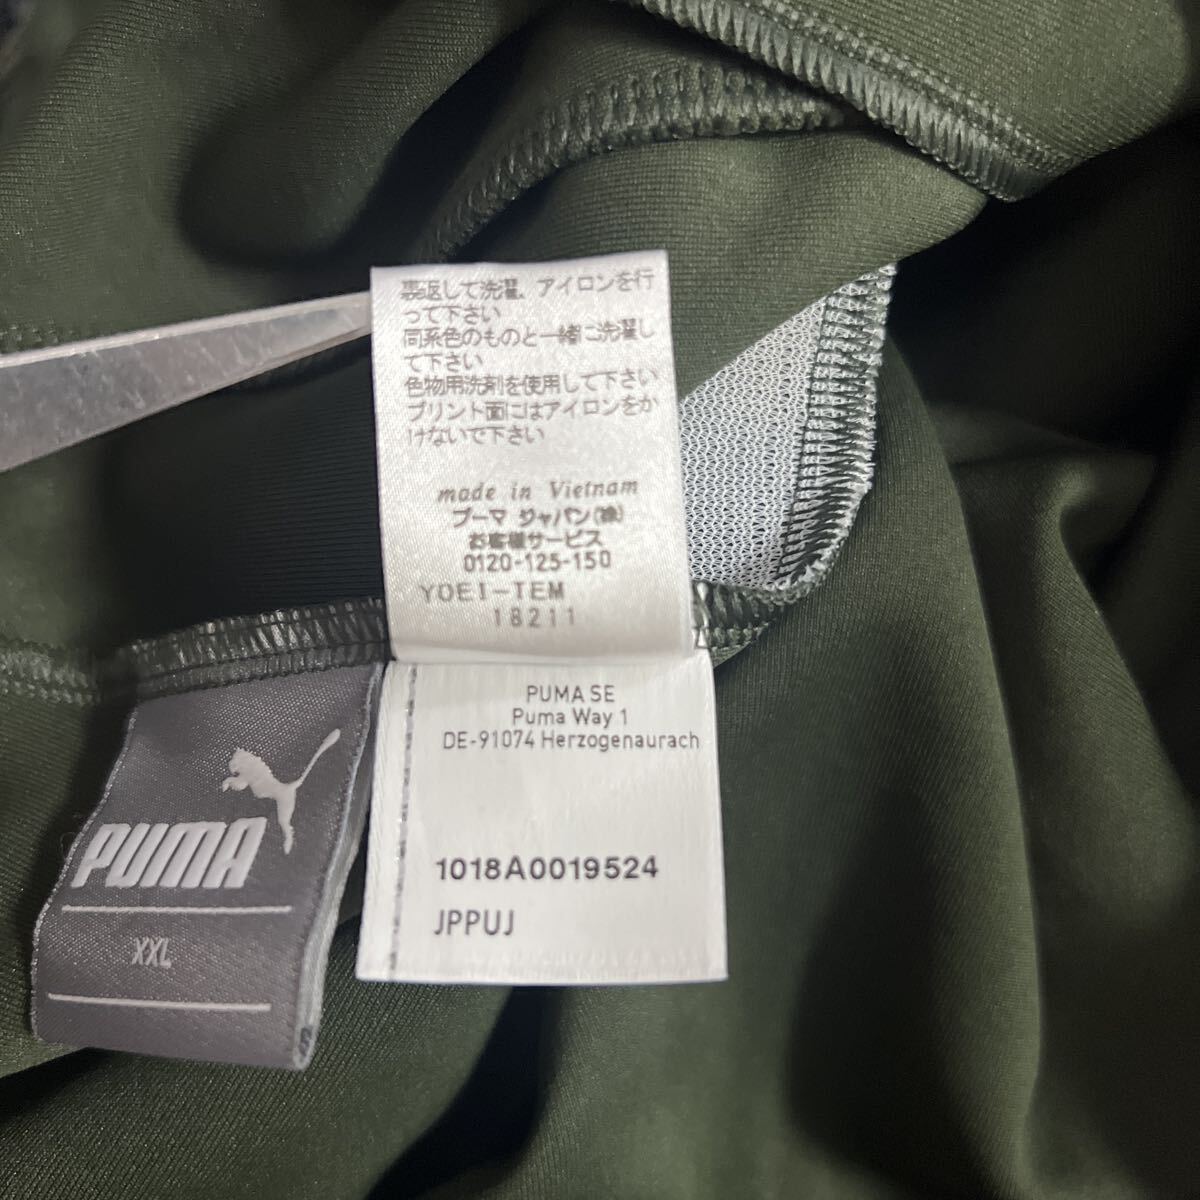 裏返して洗濯、アイロンを行
って下さい
同系色のものと一緒に洗濯し
て下さい
色物用洗剤を使用して下さい
プリント面にはアイロンをか
けないで下さい
made in Vietnam
プーマ ジャパン(株)
お客様サービス
0120-125-150
YOEI-TEM
18211
PUMA SE
Puma Way 1
DE-91074 Herzogenaurach
1018A0019524
JPPUJ
PUMA
XXL